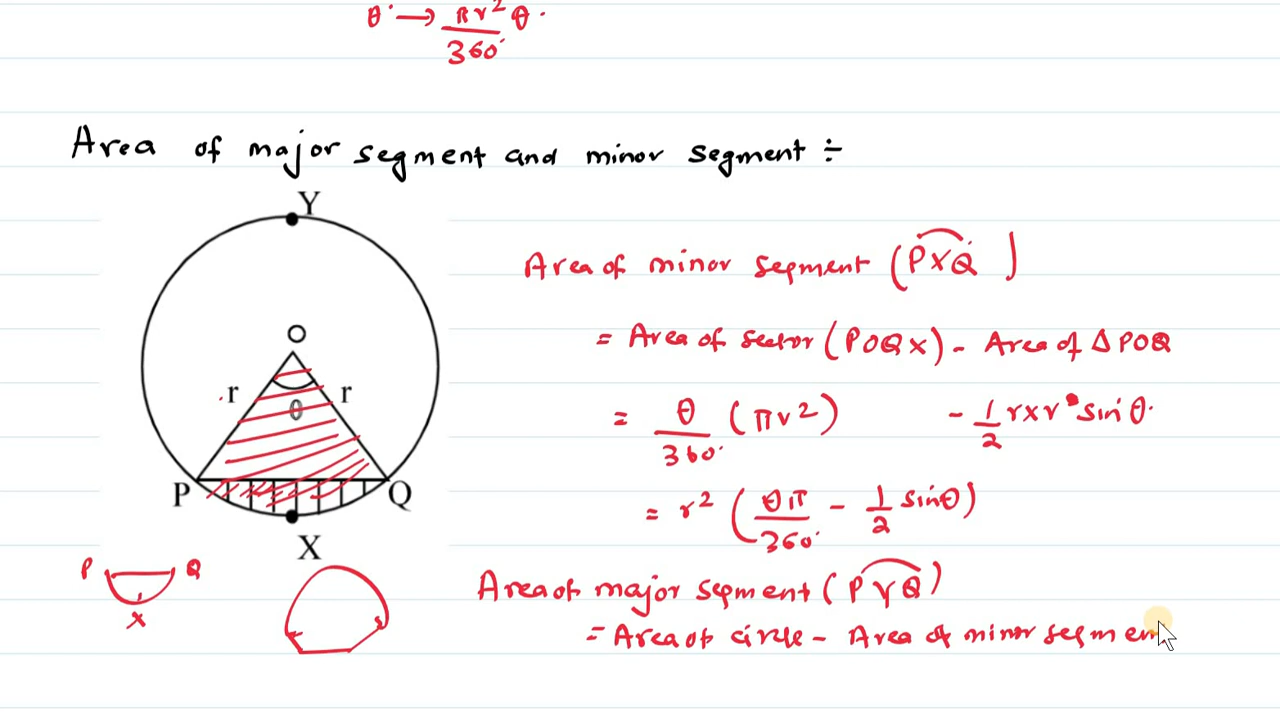 θ° → πr²θ / 360°
Area of major segment and minor segment ÷
Y
O
r r
θ
P Q
X
Area of minor segment (PXQ)
= Area of sector (POQX) - Area of Δ POQ
= θ/360° (πr²) - 1/2 r×r sinθ.
= r² (θπ/360° - 1/2 sinθ)
P Q
X
Area of major segment (PYQ)
= Area of circle - Area of minor segmen